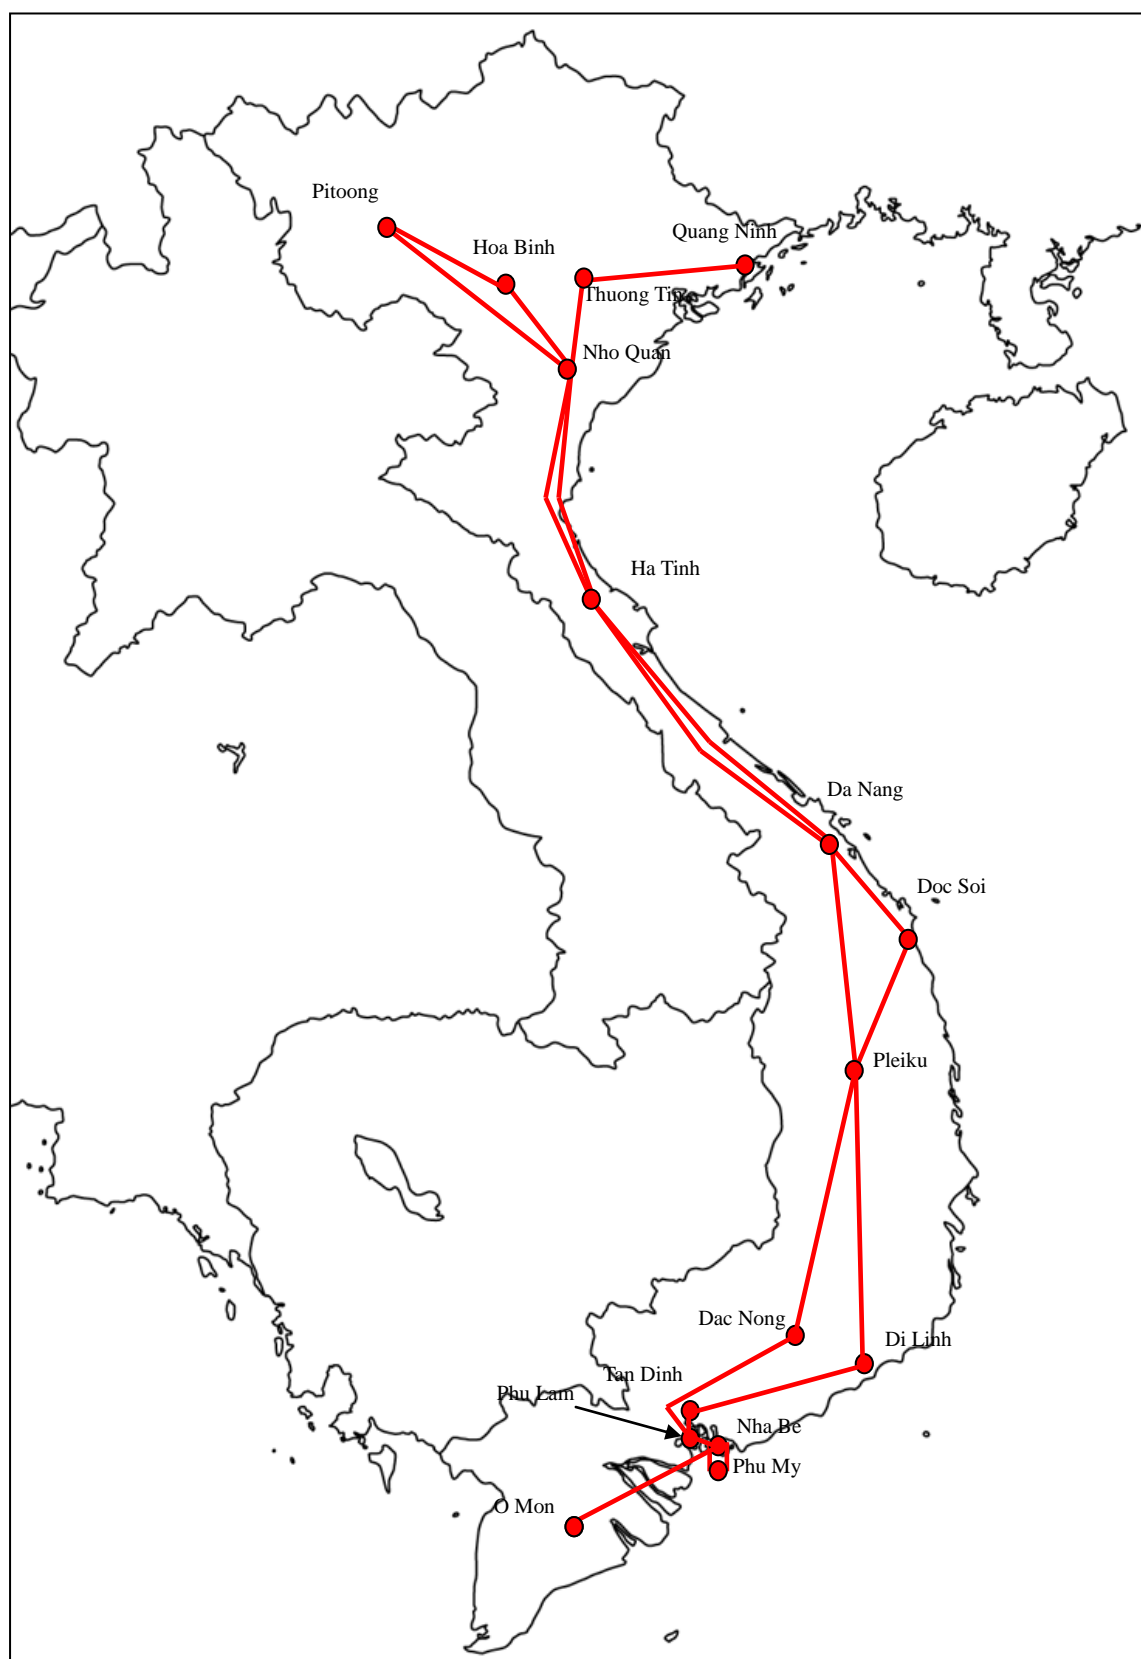 Pitoong
Hoa Binh
Quang Ninh
Thuong Tin
Nho Quan
Ha Tinh
Da Nang
Doc Soi
Pleiku
Dac Nong
Di Linh
Tan Dinh
Phu Lam
Nha Be
Phu My
O Mon